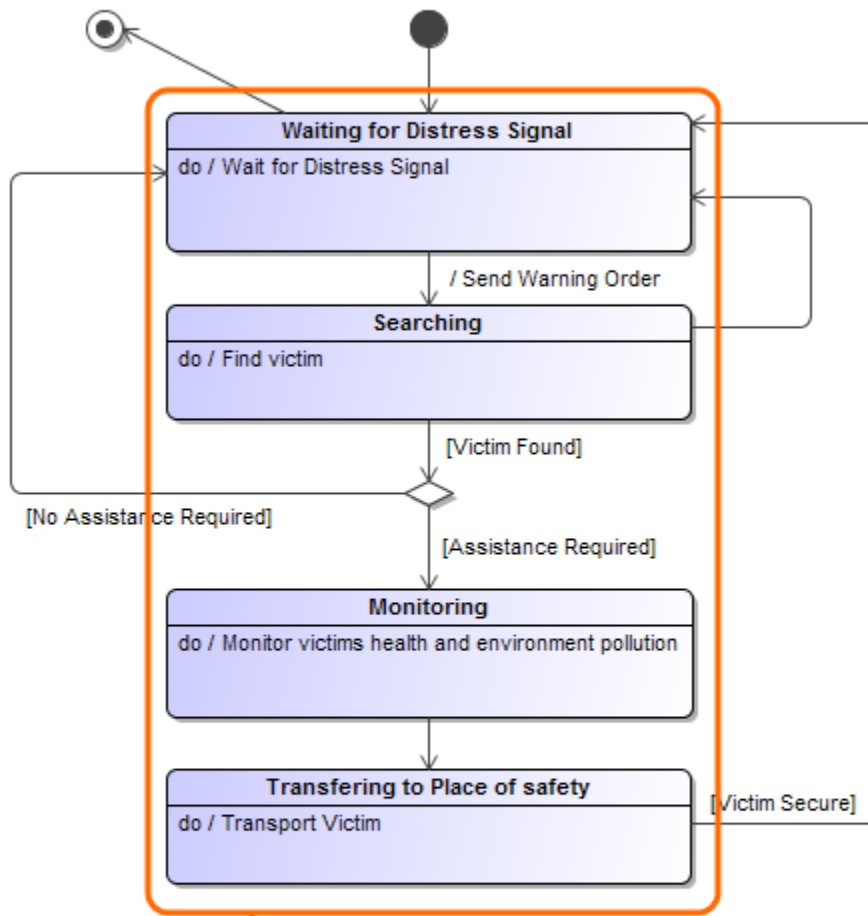 Waiting for Distress Signal
do / Wait for Distress Signal
/ Send Warning Order
Searching
do / Find victim
[Victim Found]
[No Assistance Required]
[Assistance Required]
Monitoring
do / Monitor victims health and environment pollution
Transfering to Place of safety
[Victim Secure]
do / Transport Victim